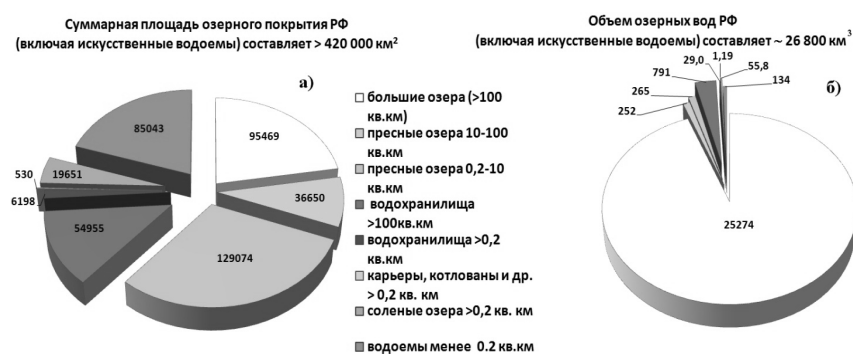 Суммарная площадь озерного покрытия РФ
(включая искусственные водоемы) составляет > 420 000 км²
а)
85043
95469
19651
530
6198
36650
54955
129074
большие озера (>100
кв.км)
пресные озера 10-100
кв.км
пресные озера 0,2-10
кв.км
водохранилища
>100кв.км
водохранилища >0,2
кв.км
карьеры, котлованы и др.
> 0,2 кв. км
соленые озера >0,2 кв. км
водоемы менее 0.2 кв.км
Объем озерных вод РФ
(включая искусственные водоемы) составляет ~ 26 800 км³
б)
1,19
29,0
55,8
791
134
265
252
25274